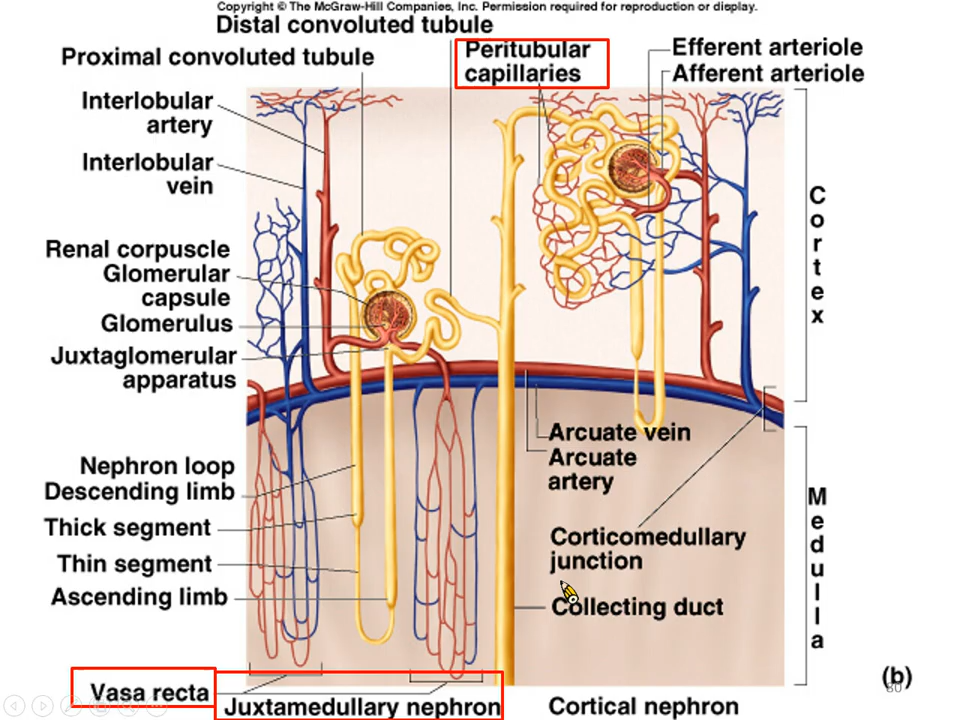 Copyright © The McGraw-Hill Companies, Inc. Permission required for reproduction or display.
Distal convoluted tubule
Proximal convoluted tubule
Peritubular
capillaries
Efferent arteriole
Afferent arteriole
Interlobular
artery
Interlobular
vein
Renal corpuscle
Glomerular
capsule
Glomerulus
Juxtaglomerular
apparatus
Cortex
Arcuate vein
Arcuate
artery
Nephron loop
Descending limb
Thick segment
Thin segment
Ascending limb
Corticomedullary
junction
Collecting duct
Medulla
Vasa recta
Juxtamedullary nephron
Cortical nephron
(b)
80